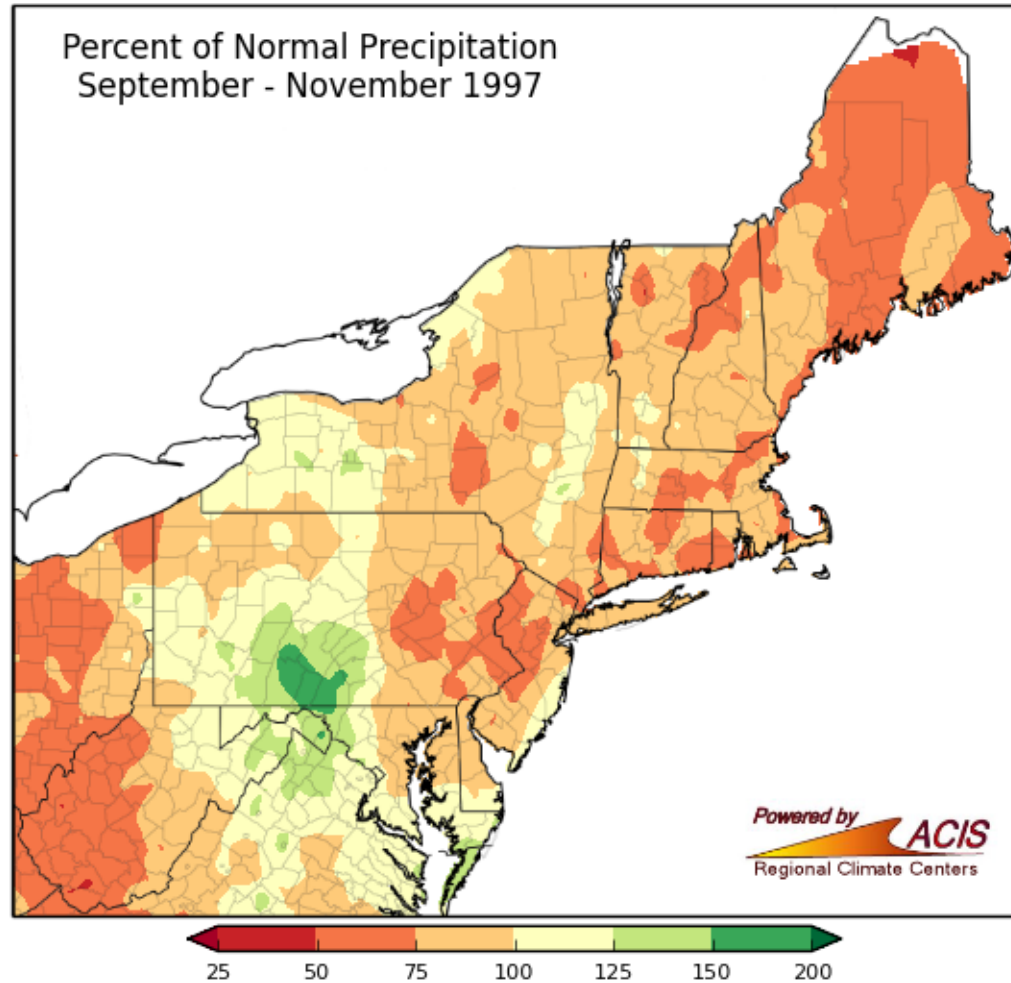 Percent of Normal Precipitation
September - November 1997
Powered by
ACIS
Regional Climate Centers
25 50 75 100 125 150 200